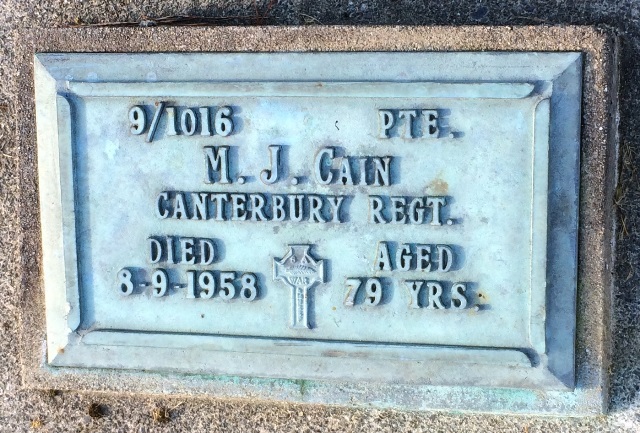 9/1016 PTE.
M. J. CAIN
CANTERBURY REGT.
DIED AGED
8-9-1958 79 YRS.